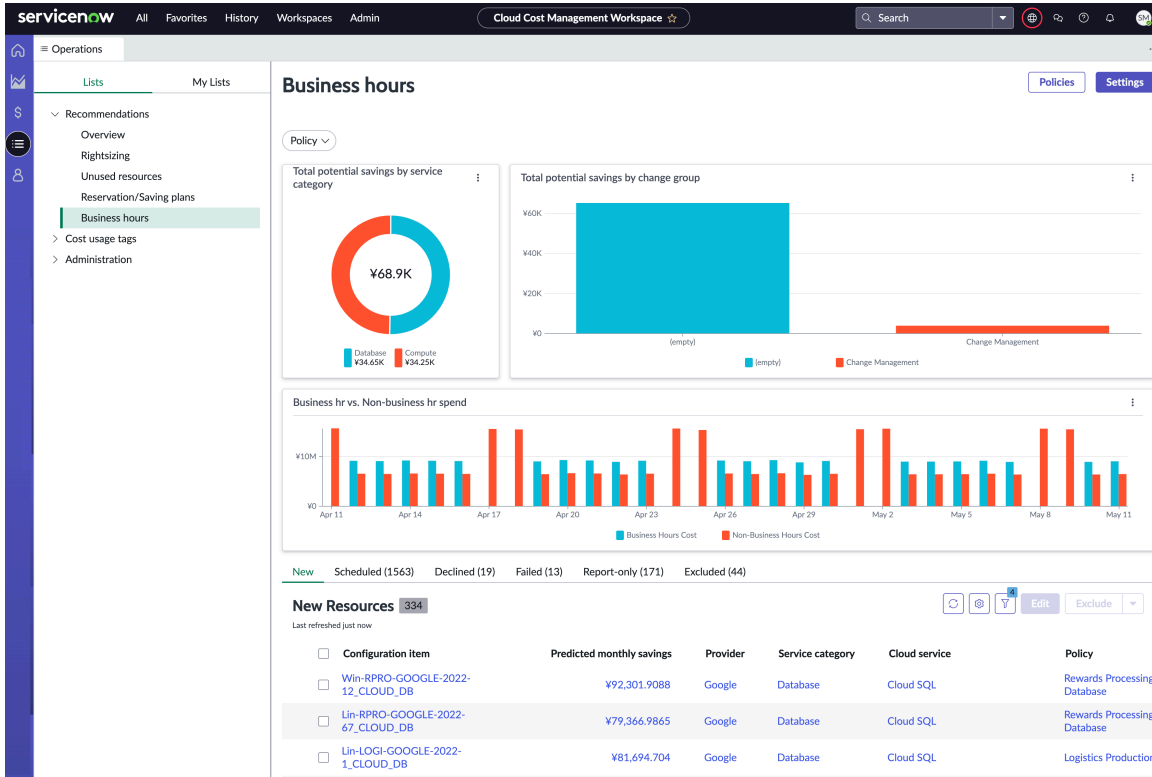 servicenow All Favorites History Workspaces Admin Cloud Cost Management Workspace Search SM
Operations
Lists My Lists
Recommendations
Overview
Rightsizing
Unused resources
Reservation/Saving plans
Business hours
Cost usage tags
Administration
Business hours
Policies Settings
Policy
Total potential savings by service
category
¥68.9K
Database Compute
¥34.65K ¥34.25K
Total potential savings by change group
¥60K
¥40K
¥20K
¥0
(empty) Change Management
(empty) Change Management
Business hr vs. Non-business hr spend
¥10M
¥0
Apr 11 Apr 14 Apr 17 Apr 20 Apr 23 Apr 26 Apr 29 May 2 May 5 May 8 May 11
Business Hours Cost Non-Business Hours Cost
New Scheduled (1563) Declined (19) Failed (13) Report-only (171) Excluded (44)
New Resources 334
4
Edit Exclude
Last refreshed just now
Configuration item Predicted monthly savings Provider Service category Cloud service Policy
Win-RPRO-GOOGLE-2022-
12_CLOUD_DB
¥92,301.9088 Google Database Cloud SQL
Rewards Processing
Database
Lin-RPRO-GOOGLE-2022-
67_CLOUD_DB
¥79,366.9865 Google Database Cloud SQL
Rewards Processing
Database
Lin-LOGI-GOOGLE-2022-
1_CLOUD_DB
¥81,694.704 Google Database Cloud SQL
Logistics Production